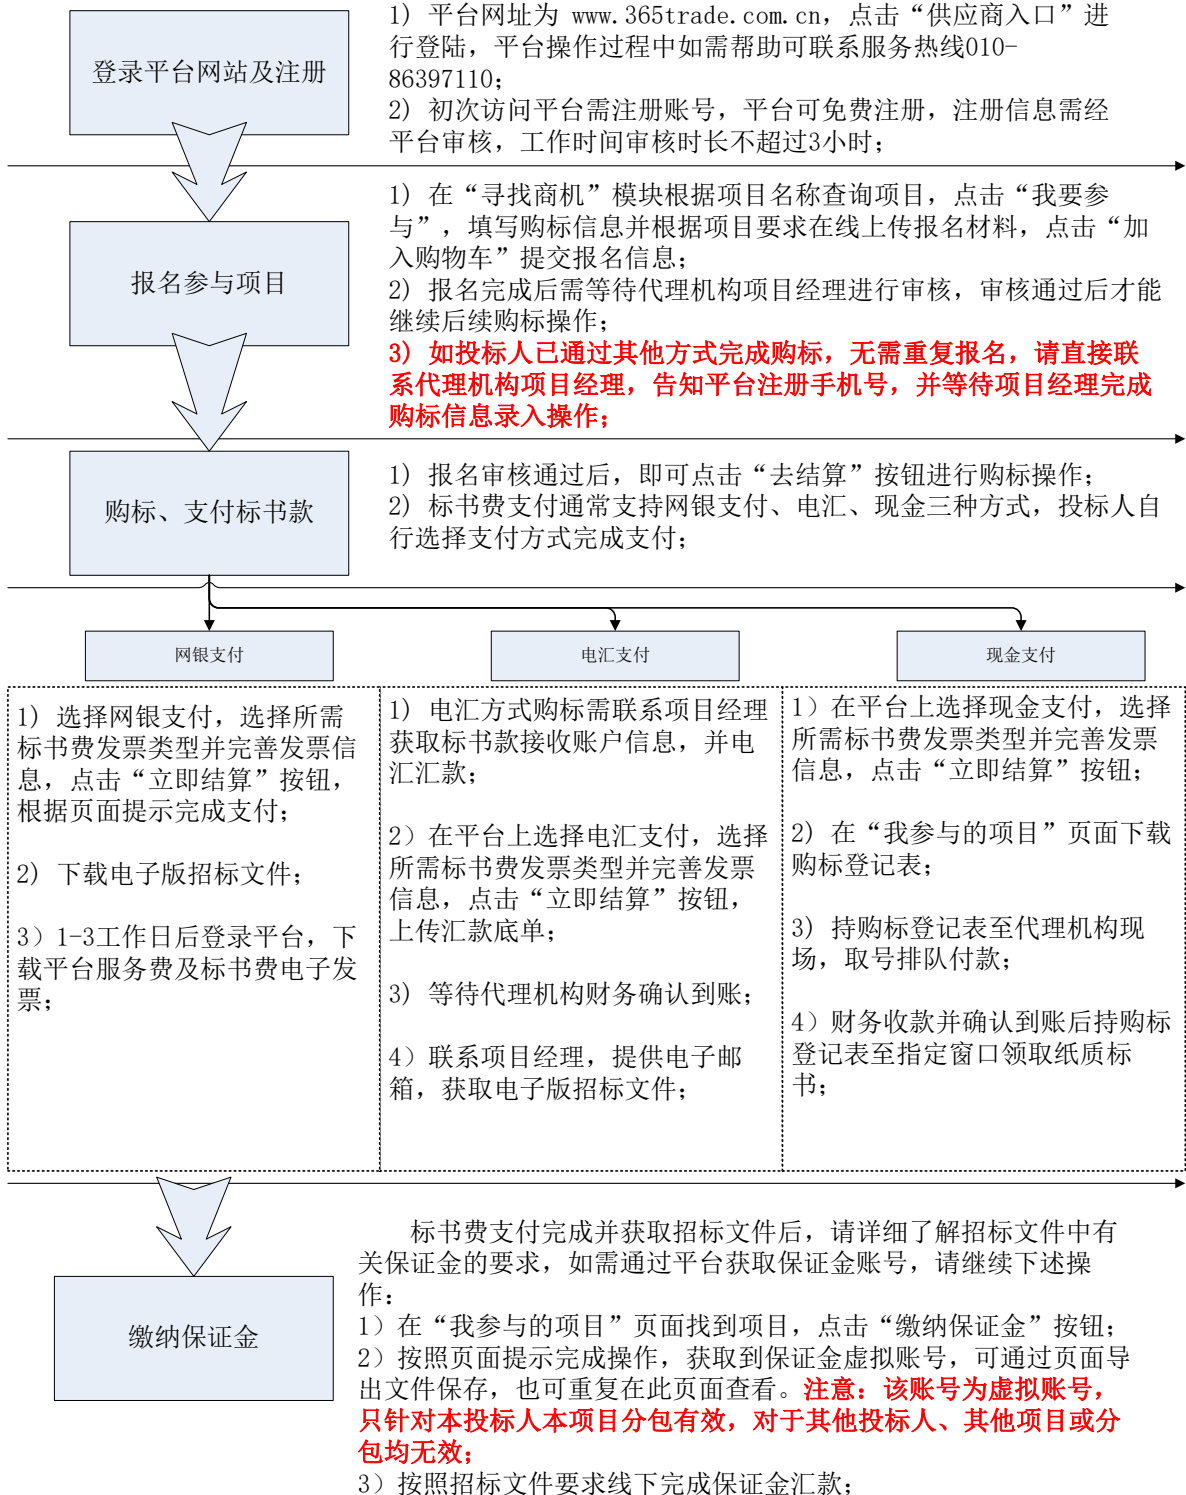 登录平台网站及注册
1) 平台网址为 www.365trade.com.cn，点击“供应商入口”进
行登陆，平台操作过程中如需帮助可联系服务热线010-
86397110；
2) 初次访问平台需注册账号，平台可免费注册，注册信息需经
平台审核，工作时间审核时长不超过3小时；
报名参与项目
1) 在“寻找商机”模块根据项目名称查询项目，点击“我要参
与”，填写购标信息并根据项目要求在线上传报名材料，点击“加
入购物车”提交报名信息；
2) 报名完成后需等待代理机构项目经理进行审核，审核通过后才能
继续后续购标操作；
3) 如投标人已通过其他方式完成购标，无需重复报名，请直接联
系代理机构项目经理，告知平台注册手机号，并等待项目经理完成
购标信息录入操作；
购标、支付标书款
1) 报名审核通过后，即可点击“去结算”按钮进行购标操作；
2) 标书费支付通常支持网银支付、电汇、现金三种方式，投标人自
行选择支付方式完成支付；
网银支付
1) 选择网银支付，选择所需
标书费发票类型并完善发票信
息，点击“立即结算”按钮，
根据页面提示完成支付；
2) 下载电子版招标文件；
3）1-3工作日后登录平台，下
载平台服务费及标书费电子发
票；
电汇支付
1) 电汇方式购标需联系项目经理
获取标书款接收账户信息，并电
汇汇款；
2）在平台上选择电汇支付，选择
所需标书费发票类型并完善发票
信息，点击“立即结算”按钮，
上传汇款底单；
3) 等待代理机构财务确认到账；
4）联系项目经理，提供电子邮
箱，获取电子版招标文件；
现金支付
1）在平台上选择现金支付，选择
所需标书费发票类型并完善发票
信息，点击“立即结算”按钮；
2) 在“我参与的项目”页面下载
购标登记表；
3) 持购标登记表至代理机构现
场，取号排队付款；
4）财务收款并确认到账后持购标
登记表至指定窗口领取纸质标
书；
缴纳保证金
标书费支付完成并获取招标文件后，请详细了解招标文件中有
关保证金的要求，如需通过平台获取保证金账号，请继续下述操
作：
1）在“我参与的项目”页面找到项目，点击“缴纳保证金”按钮；
2）按照页面提示完成操作，获取到保证金虚拟账号，可通过页面导
出文件保存，也可重复在此页面查看。注意：该账号为虚拟账号，
只针对本投标人本项目分包有效，对于其他投标人、其他项目或分
包均无效；
3）按照招标文件要求线下完成保证金汇款；